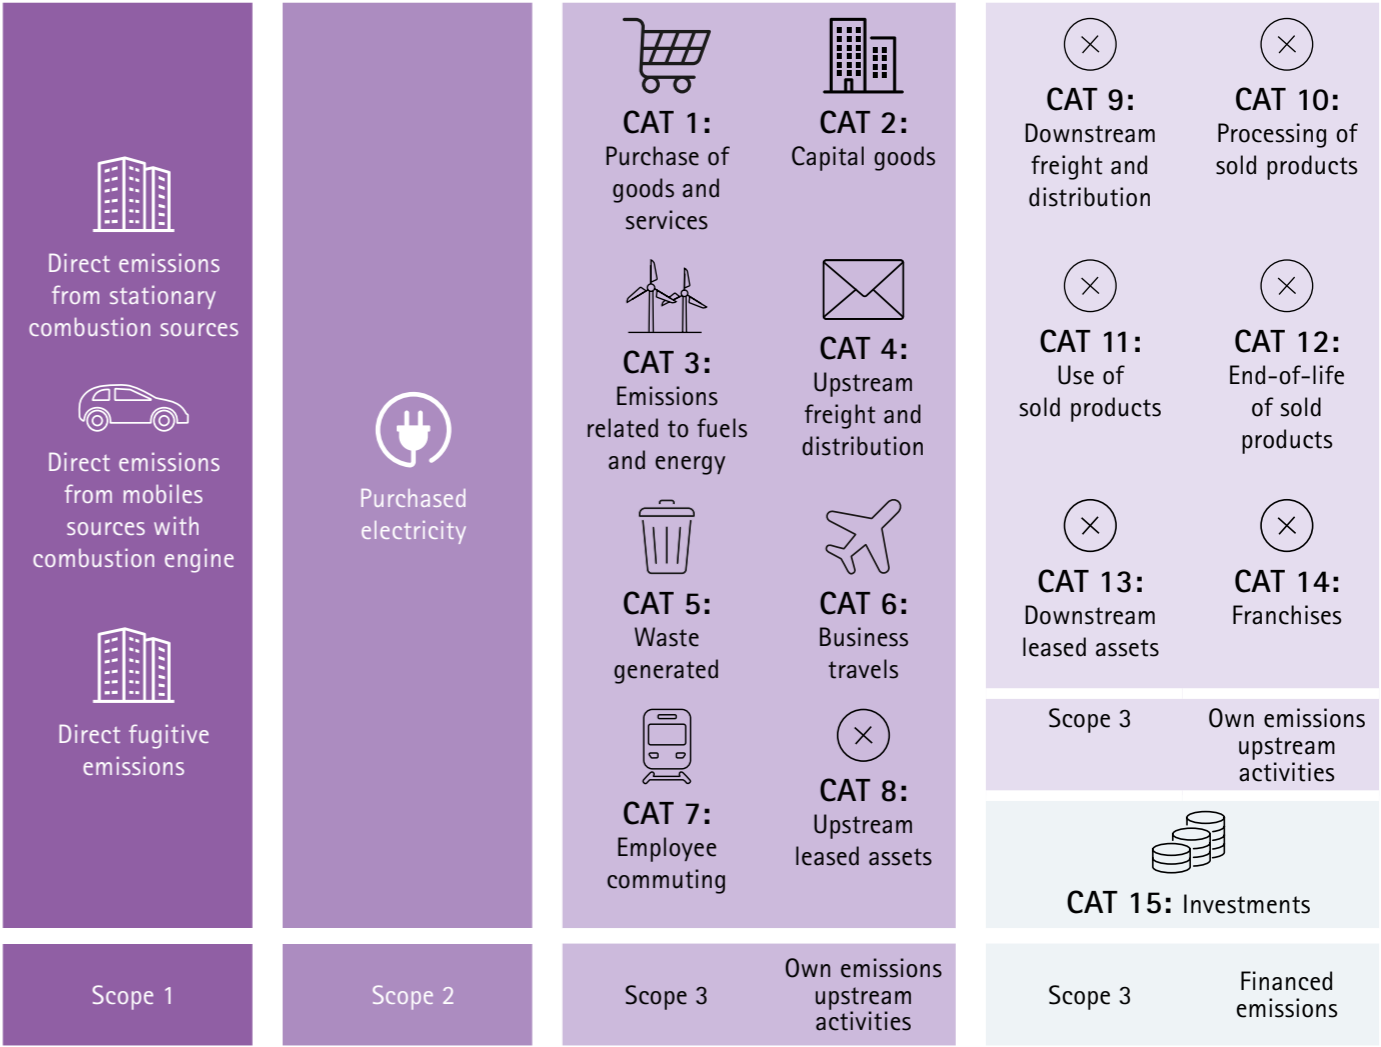 Direct emissions
from stationary
combustion sources
Direct emissions
from mobiles
sources with
combustion engine
Direct fugitive
emissions
Scope 1
Purchased
electricity
Scope 2
CAT 1:
Purchase of
goods and
services
CAT 2:
Capital goods
CAT 3:
Emissions
related to fuels
and energy
CAT 4:
Upstream
freight and
distribution
CAT 5:
Waste
generated
CAT 6:
Business
travels
CAT 7:
Employee
commuting
CAT 8:
Upstream
leased assets
Scope 3
Own emissions
upstream
activities
CAT 9:
Downstream
freight and
distribution
CAT 10:
Processing of
sold products
CAT 11:
Use of
sold products
CAT 12:
End-of-life
of sold
products
CAT 13:
Downstream
leased assets
CAT 14:
Franchises
Scope 3
Own emissions
upstream
activities
CAT 15: Investments
Scope 3
Financed
emissions